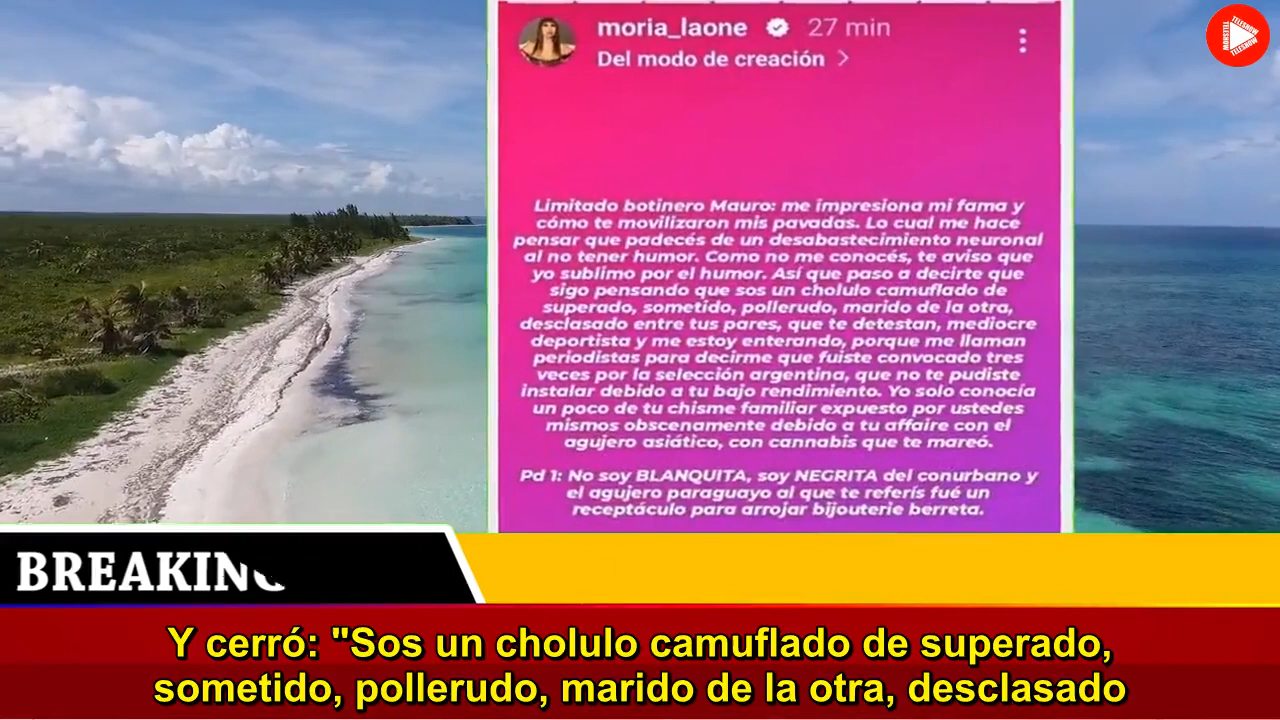 moria_laone 27 min
Del modo de creación
TELESHOW
TELESHOW
TELESHOW
Limitado botinero Mauro: me impresiona mi fama y
cómo te movilizaron mis pavadas. Lo cual me hace
pensar que padecés de un desabastecimiento neuronal
al no tener humor. Como no me conocés, te aviso que
yo sublimo por el humor. Así que paso a decirte que
sigo pensando que sos un cholulo camuflado de
superado, sometido, pollerudo, marido de la otra,
desclasado entre tus pares, que te detestan, mediocre
deportista y me estoy enterando, porque me llaman
periodistas para decirme que fuiste convocado tres
veces por la selección argentina, que no te pudiste
instalar debido a tu bajo rendimiento. Yo solo conocía
un poco de tu chisme familiar expuesto por ustedes
mismos obscenamente debido a tu affaire con el
agujero asiático, con cannabis que te mareó.
Pd 1: No soy BLANQUITA, soy NEGRITA del conurbano y
el agujero paraguayo al que te referís fué un
receptáculo para arrojar bijouterie berreta.
BREAKING
Y cerró: "Sos un cholulo camuflado de superado,
sometido, pollerudo, marido de la otra, desclasado